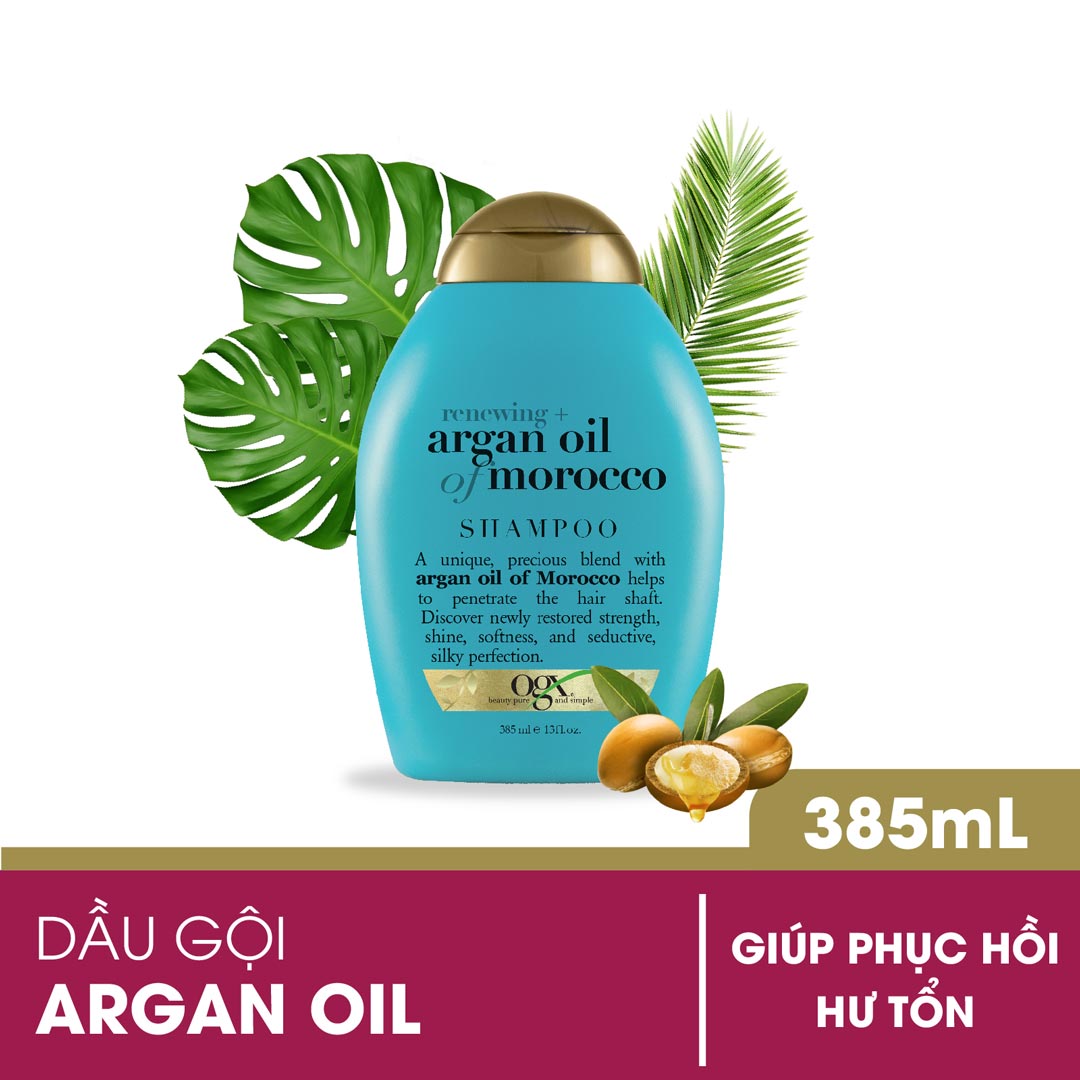 renewing +
argan oil
of morocco
SHAMPOO
A unique, precious blend with
argan oil of Morocco helps
to penetrate the hair shaft.
Discover newly restored strength,
shine, softness, and seductive,
silky perfection.
ogx
beauty pure and simple
385 ml e 13fl.oz.
385mL
DẦU GỘI
ARGAN OIL
GIÚP PHỤC HỒI
HƯ TỔN